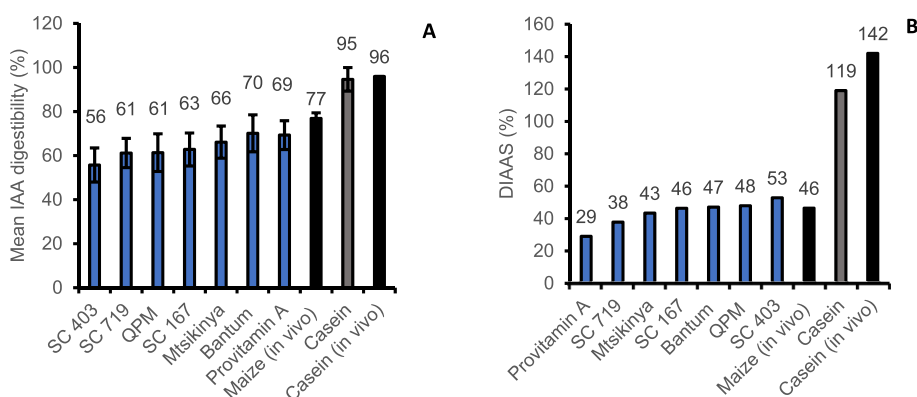 A
Mean IAA digestibility (%)
120
100
80
60
40
20
0
56
61
61
63
66
70
69
77
95
96
SC 403
SC 719
QPM
SC 167
Mtsikinya
Bantum
Provitamin A
Maize (in vivo)
Casein
Casein (in vivo)
B
DIAAS (%)
160
140
120
100
80
60
40
20
0
29
38
43
46
47
48
53
46
119
142
Provitamin A
SC 719
Mtsikinya
SC 167
Bantum
QPM
SC 403
Maize (in vivo)
Casein
Casein (in vivo)